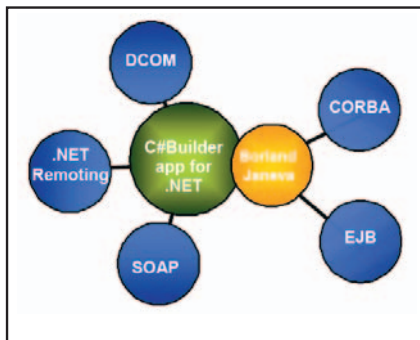 DCOM
C#Builder
app for
.NET
Borland
Janeva
CORBA
.NET
Remoting
SOAP
EJB